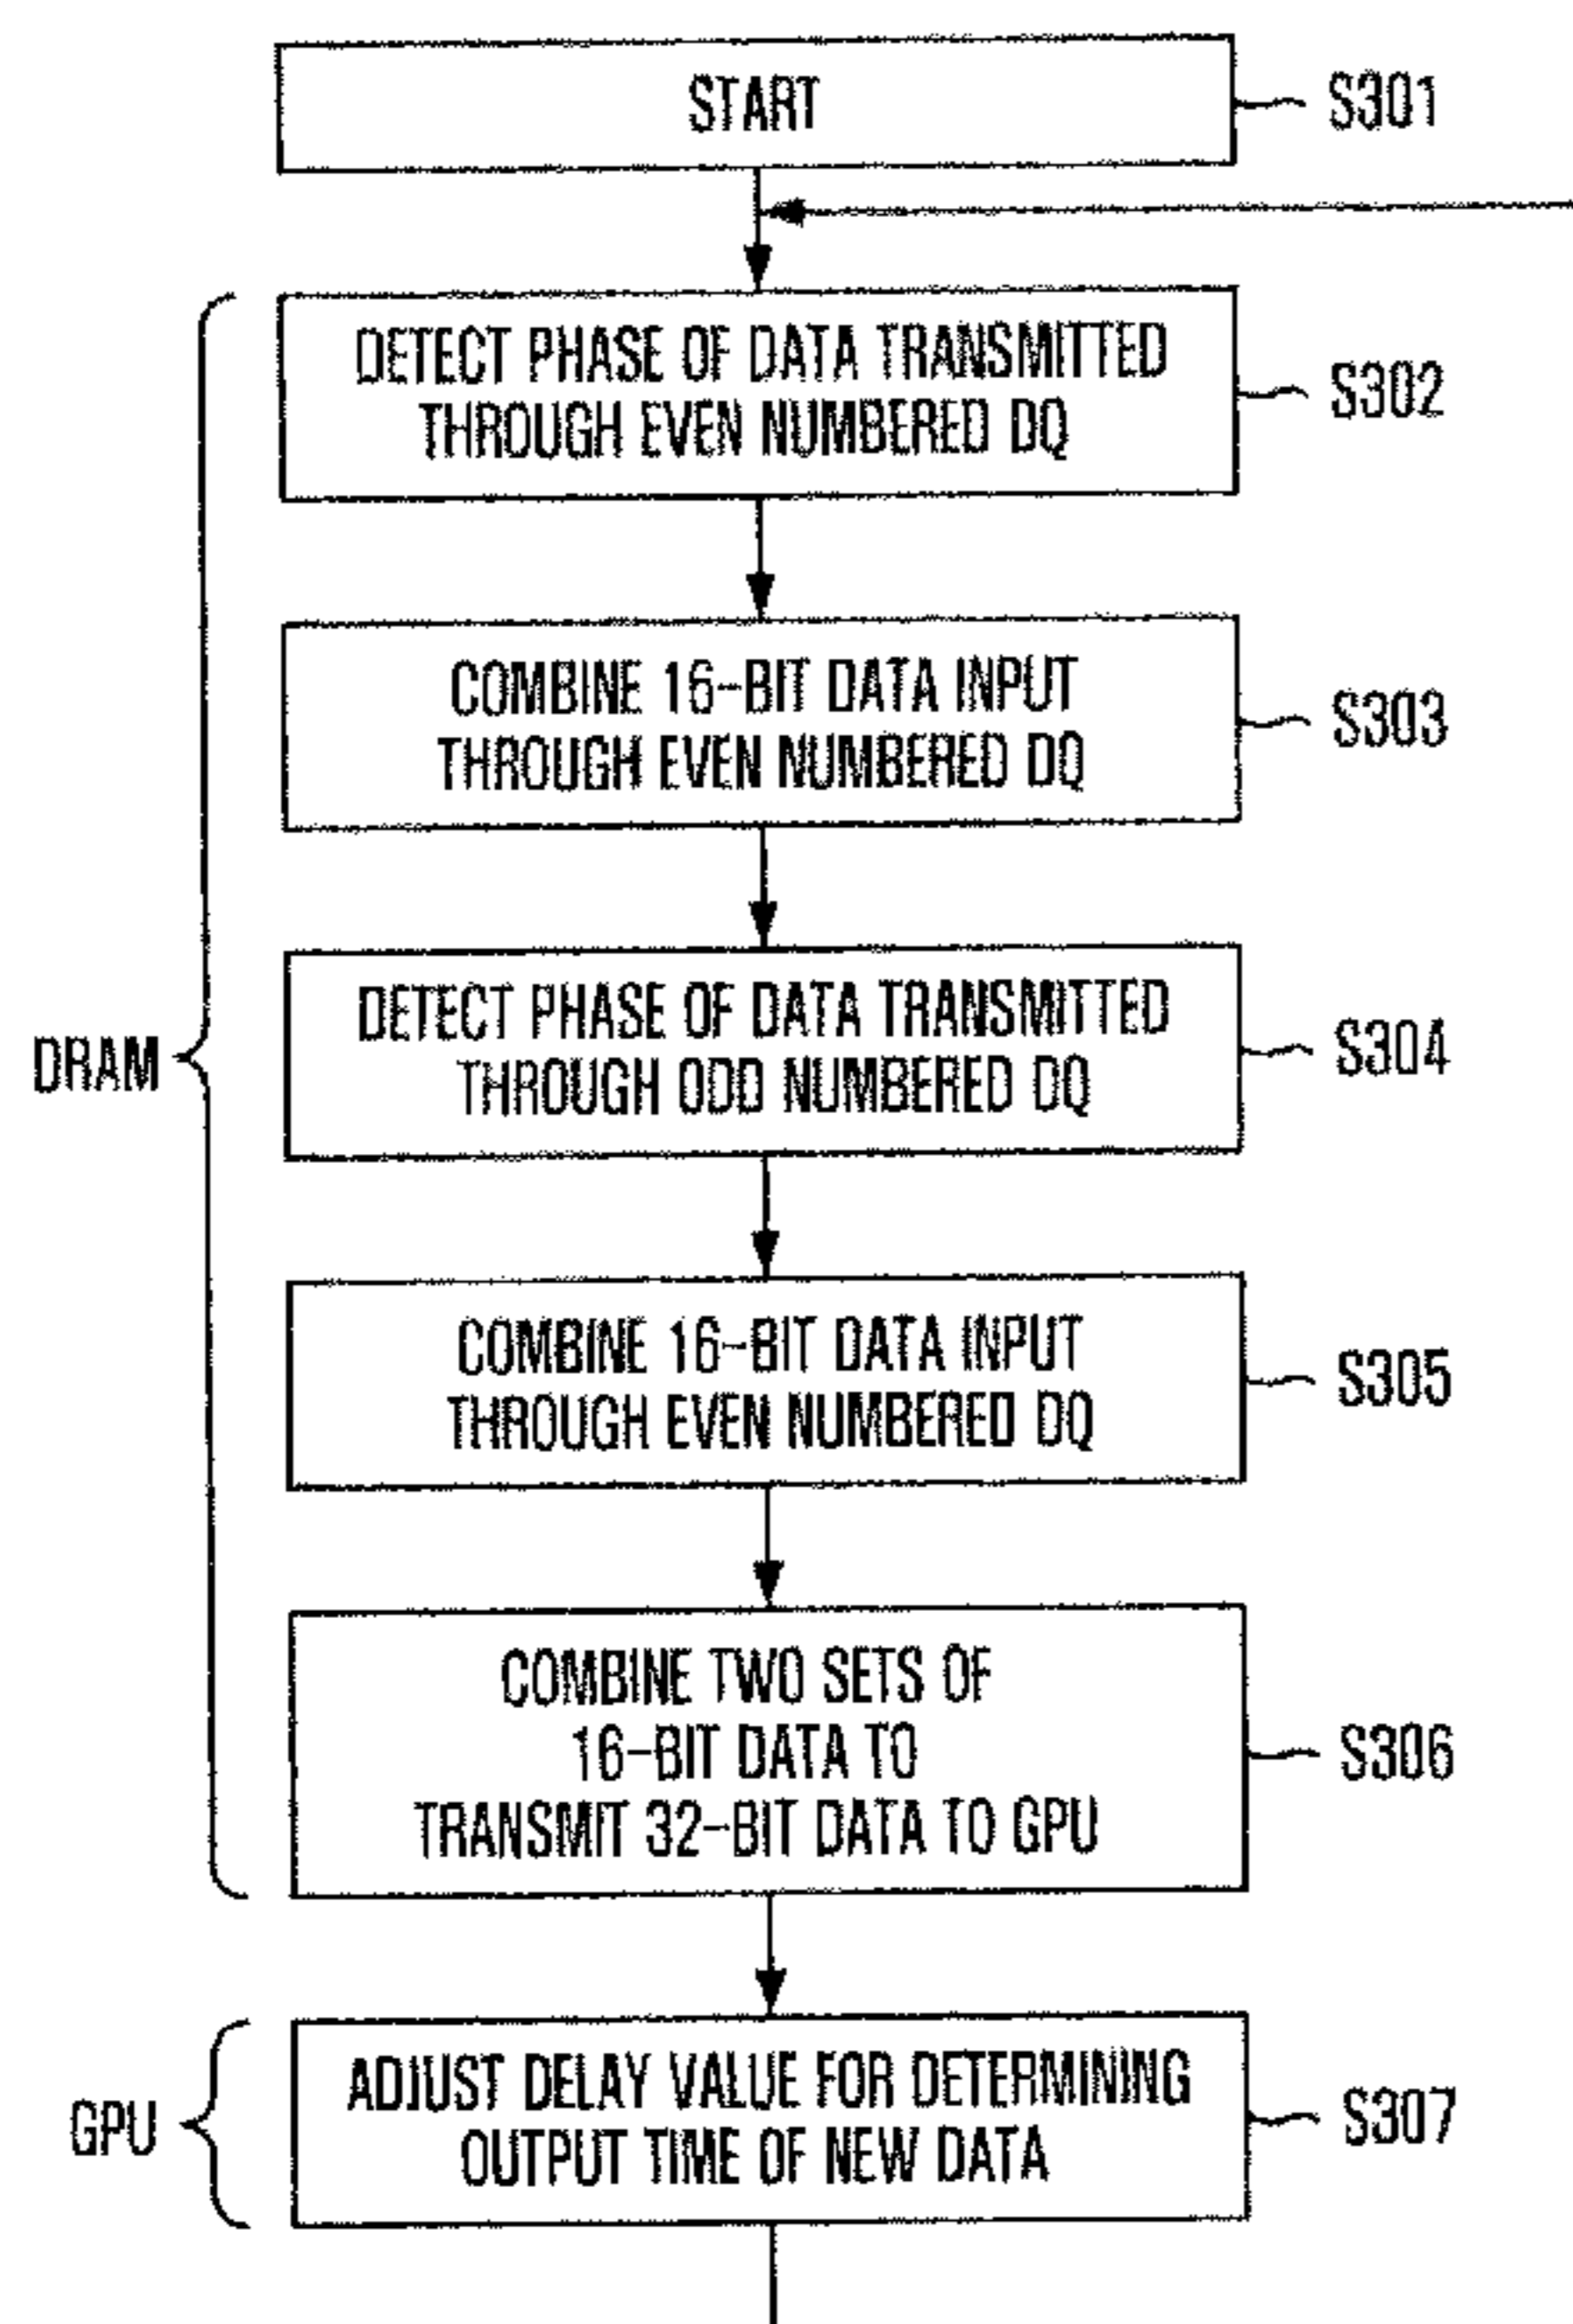 START
S301
DETECT PHASE OF DATA TRANSMITTED
THROUGH EVEN NUMBERED DQ
S302
COMBINE 16-BIT DATA INPUT
THROUGH EVEN NUMBERED DQ
S303
DRAM
DETECT PHASE OF DATA TRANSMITTED
THROUGH ODD NUMBERED DQ
S304
COMBINE 16-BIT DATA INPUT
THROUGH EVEN NUMBERED DQ
S305
COMBINE TWO SETS OF
16-BIT DATA TO
TRANSMIT 32-BIT DATA TO GPU
S306
GPU
ADJUST DELAY VALUE FOR DETERMINING
OUTPUT TIME OF NEW DATA
S307